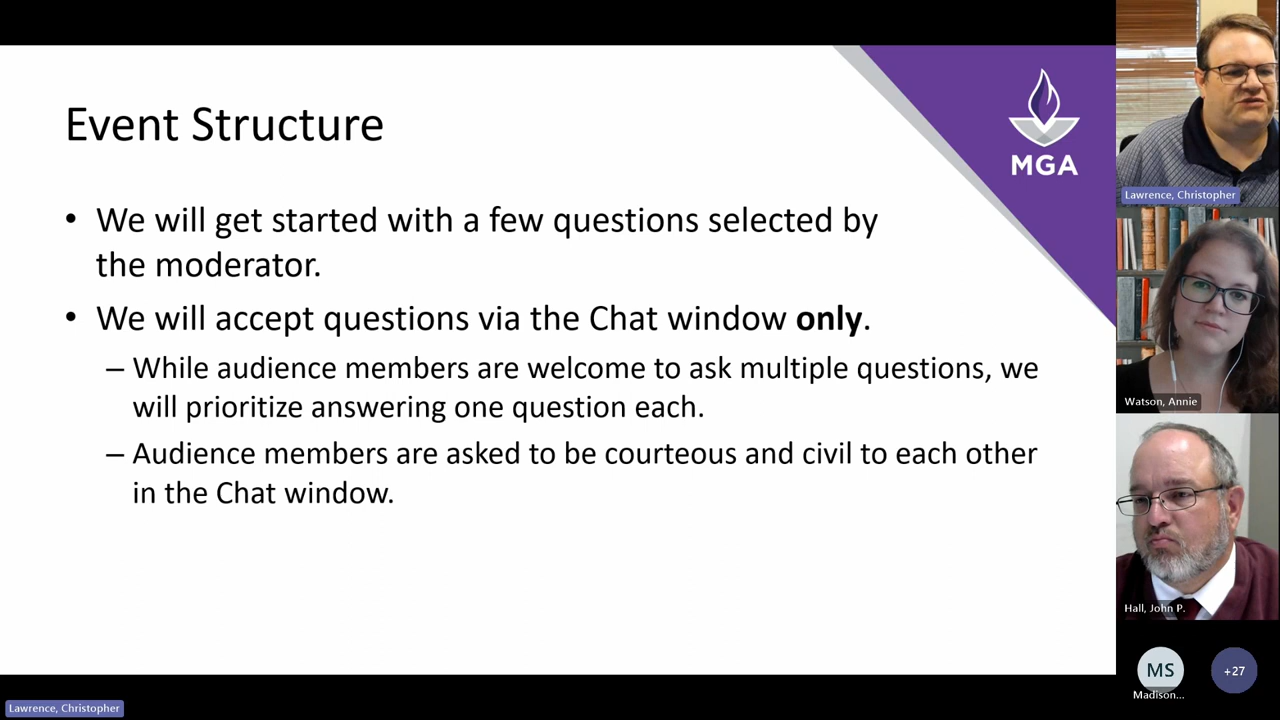 Event Structure
MGA
• We will get started with a few questions selected by
the moderator.
• We will accept questions via the Chat window only.
– While audience members are welcome to ask multiple questions, we
will prioritize answering one question each.
– Audience members are asked to be courteous and civil to each other
in the Chat window.
Lawrence, Christopher
Watson, Annie
Hall, John P.
MS
+27
Madison...
Lawrence, Christopher